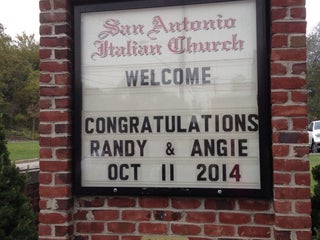 San Antonio
Italian Church
WELCOME
CONGRATULATIONS
RANDY & ANGIE
OCT 11 2014